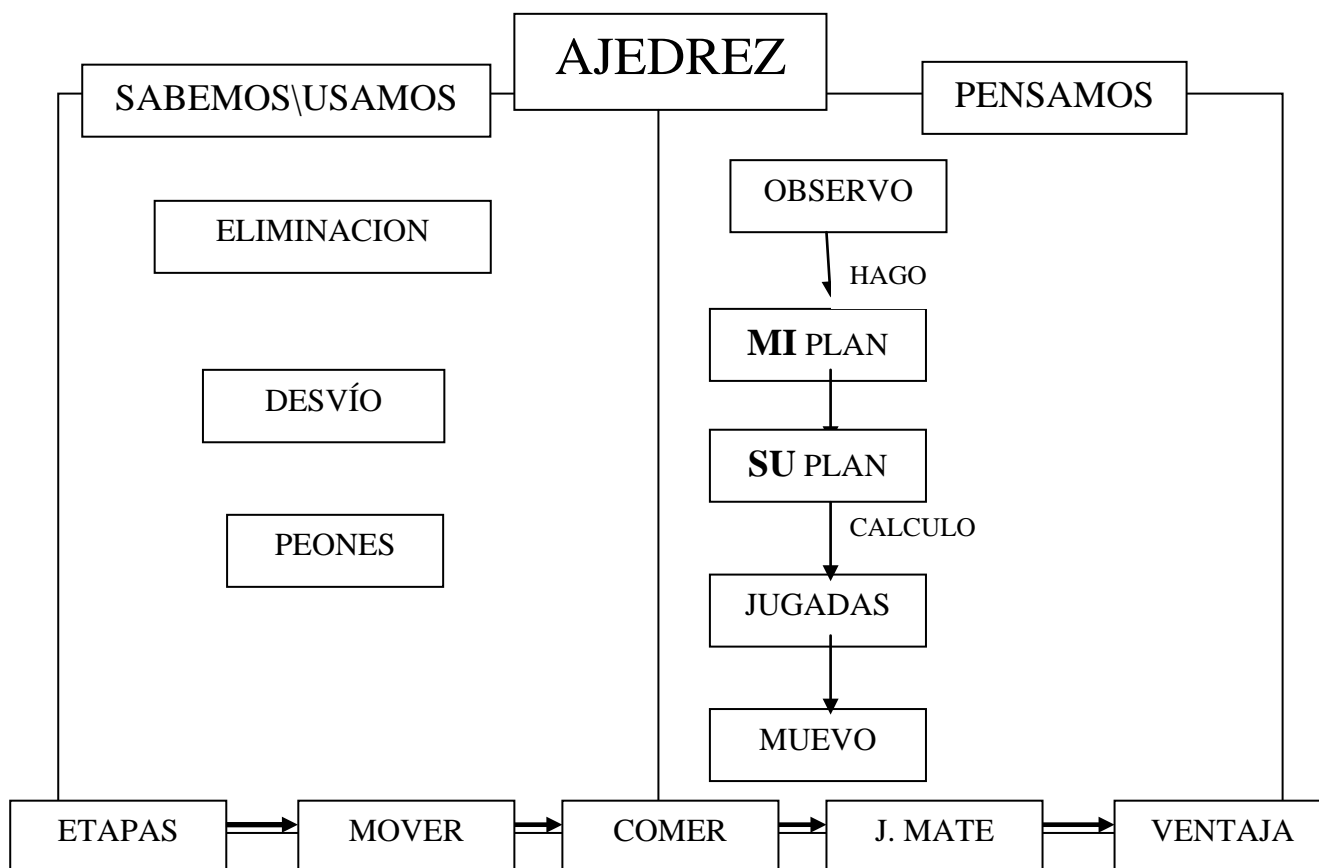 AJEDREZ
SABEMOS\USAMOS
PENSAMOS
ELIMINACION
DESVÍO
PEONES
OBSERVO
HAGO
MI PLAN
SU PLAN
CALCULO
JUGADAS
MUEVO
ETAPAS
MOVER
COMER
J. MATE
VENTAJA